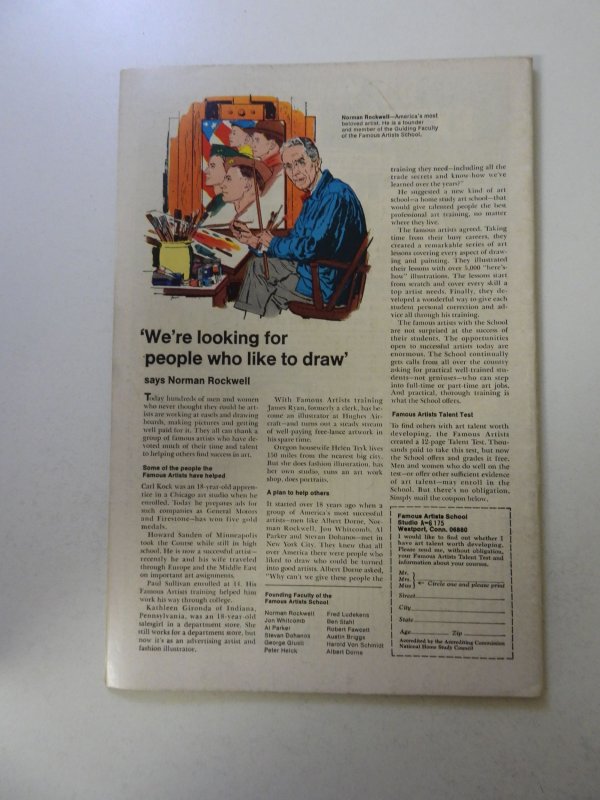 Norman Rockwell—America's most
beloved artist. He is a founder
and member of the Guiding Faculty
of the Famous Artists School.
'We're looking for
people who like to draw'
says Norman Rockwell
Today hundreds of men and women
who never thought they could be art-
ists are working at easels and drawing
boards, making pictures and getting
well paid for it. They all can thank a
group of famous artists who have de-
voted much of their time and talent
to helping others find success in art.
Some of the people the
Famous Artists have helped
Carl Kock was an 18-year-old appren-
tice in a Chicago art studio when he
enrolled. Today he prepares ads for
such companies as General Motors
and Firestone—has won five gold
medals.
Howard Sanden of Minneapolis
took the Course while still in high
school. He is now a successful artist—
recently he and his wife traveled
through Europe and the Middle East
on important art assignments.
Paul Sullivan enrolled at 14. His
Famous Artists training helped him
work his way through college.
Kathleen Gironda of Indiana,
Pennsylvania, was an 18-year-old
salesgirl in a department store. She
still works for a department store, but
now it's as an advertising artist and
fashion illustrator.
With Famous Artists training
James Ryan, formerly a clerk, has be-
come an illustrator at Hughes Air-
craft—and turns out a steady stream
of well-paying free-lance artwork in
his spare time.
Oregon housewife Helen Teyk lives
150 miles from the nearest big city.
But she does fashion illustration, has
her own studio, runs an art work
shop, does portraits.
A plan to help others
It started over 18 years ago when a
group of America's most successful
artists—men like Albert Dorne, Nor-
man Rockwell, Jon Whitcomb, Al
Parker and Stevan Dohanos—met in
New York City. They knew that all
over America there were people who
liked to draw who could be turned
into good artists. Albert Dorne asked,
"Why can't we give these people the
Founding Faculty of the
Famous Artists School
Norman Rockwell
Jon Whitcomb
Al Parker
Stevan Dohanos
George Giusti
Peter Helck
Fred Ludekens
Ben Stahl
Robert Fawcett
Austin Briggs
Harold Von Schmidt
Albert Dorne
training they need—including all the
trade secrets and know-how we've
learned over the years?"
He suggested a new kind of art
school—a home study art school—that
would give talented people the best
professional art training, no matter
where they live.
The famous artists agreed. Taking
time from their busy careers, they
created a remarkable series of art
lessons covering every aspect of draw-
ing and painting. They illustrated
their lessons with over 5,000 "here's-
how" illustrations. The lessons start
from scratch and cover every skill a
top artist needs. Finally, they de-
veloped a wonderful way to give each
student personal correction and ad-
vice all through his training.
The famous artists with the School
are not surprised at the success of
their students. The opportunities
open to successful artists today are
enormous. The School continually
gets calls from all over the country
asking for practical well-trained stu-
dents—not geniuses—who can step
into full-time or part-time art jobs.
And practical, thorough training is
what the School offers.
Famous Artists Talent Test
To find others with art talent worth
developing, the Famous Artists
created a 12-page Talent Test. Thou-
sands paid to take this test, but now
the School offers and grades it free.
Men and women who do well on the
test—or offer other sufficient evidence
of art talent—may enroll in the
School. But there's no obligation.
Simply mail the coupon below.
Famous Artists School
Studio A-6175
Westport, Conn. 06880
I would like to find out whether I
have art talent worth developing.
Please send me, without obligation,
your Famous Artists Talent Test and
information about your courses.
Mr.
Mrs.
Miss
Circle one and please print
Street
City
State
Age Zip
Accredited by the Accrediting Commission
National Home Study Council